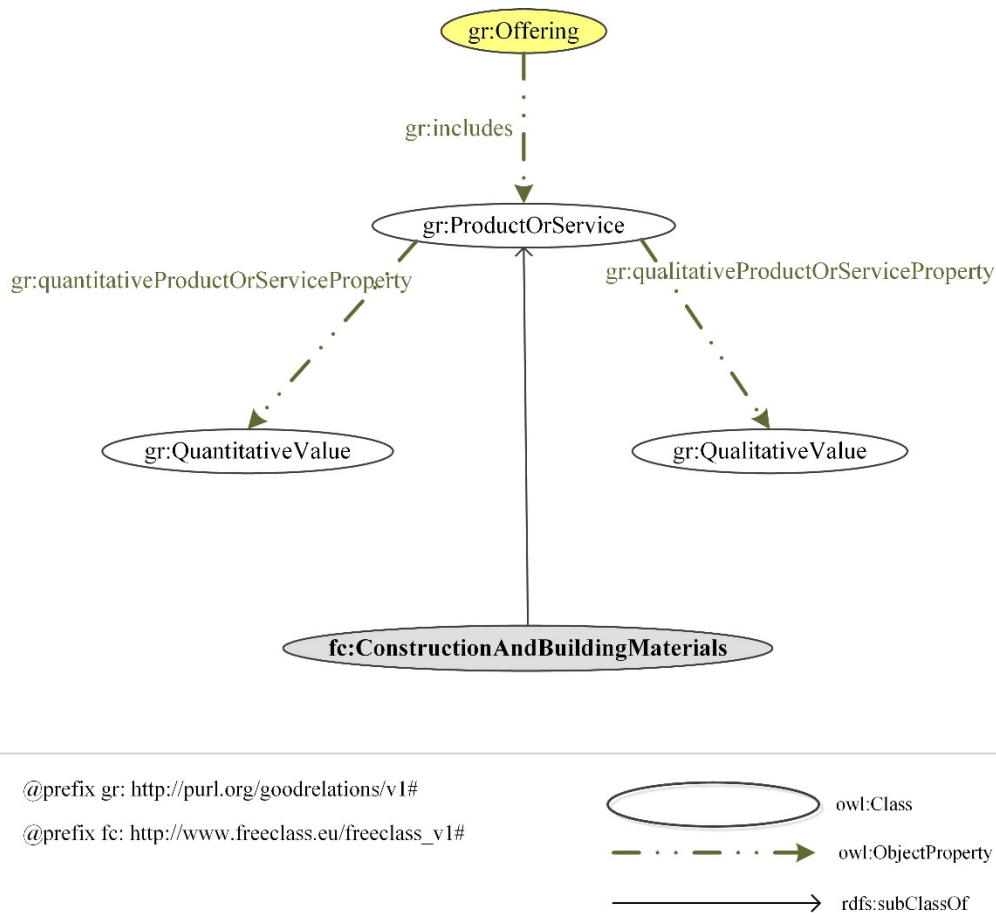 gr:Offering
gr:includes
gr:ProductOrService
gr:quantitativeProductOrServiceProperty
gr:qualitativeProductOrServiceProperty
gr:QuantitativeValue
gr:QualitativeValue
fc:ConstructionAndBuildingMaterials
@prefix gr: http://purl.org/goodrelations/v1#
@prefix fc: http://www.freeclass.eu/freeclass_v1#
owl:Class
owl:ObjectProperty
rdfs:subClassOf